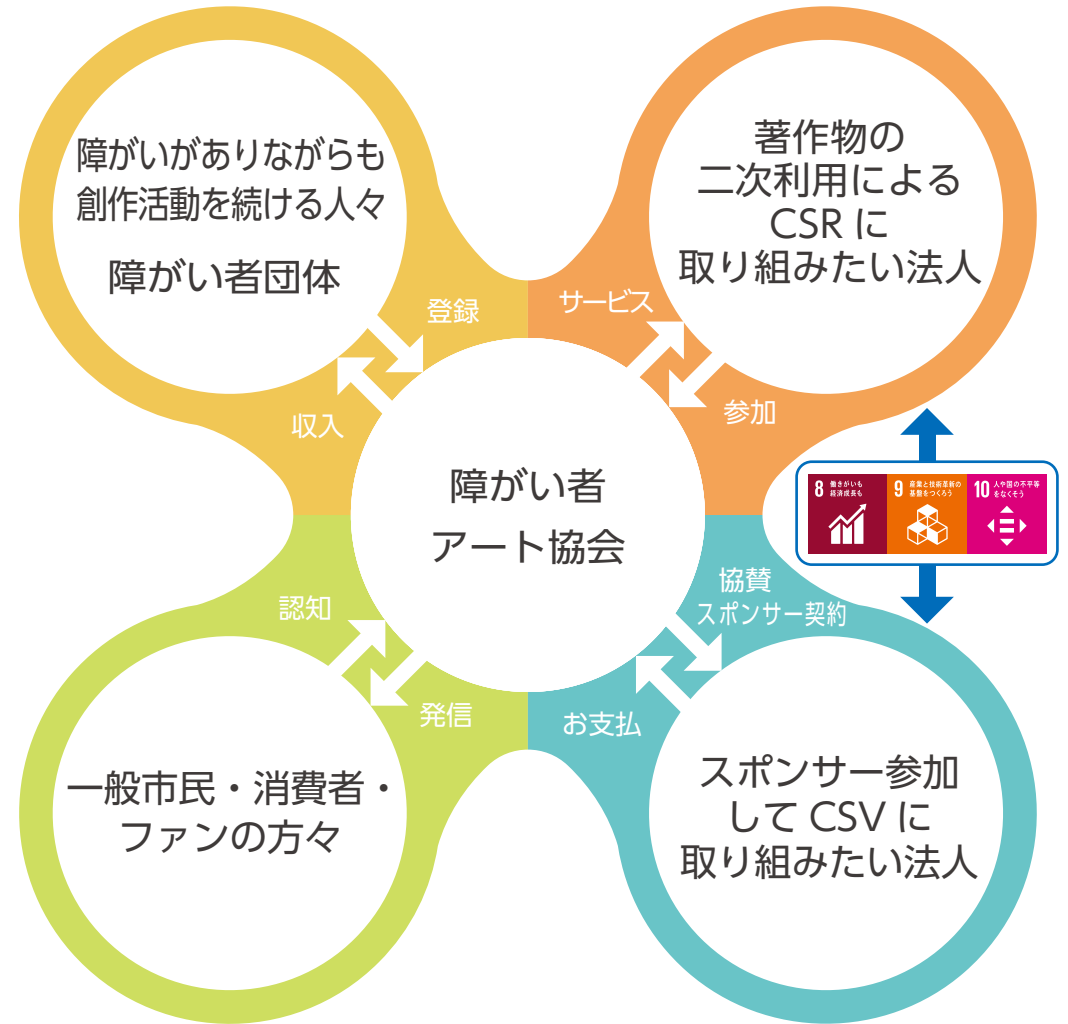 障がいがありながらも
創作活動を続ける人々
障がい者団体
著作物の
二次利用による
CSR に
取り組みたい法人
登録
収入
サービス
参加
障がい者
アート協会
8 働きがいも
経済成長も
9 産業と技術革新の
基盤をつくろう
10 人や国の不平等
をなくそう
認知
発信
協賛
スポンサー契約
お支払
一般市民・消費者・
ファンの方々
スポンサー参加
して CSV に
取り組みたい法人